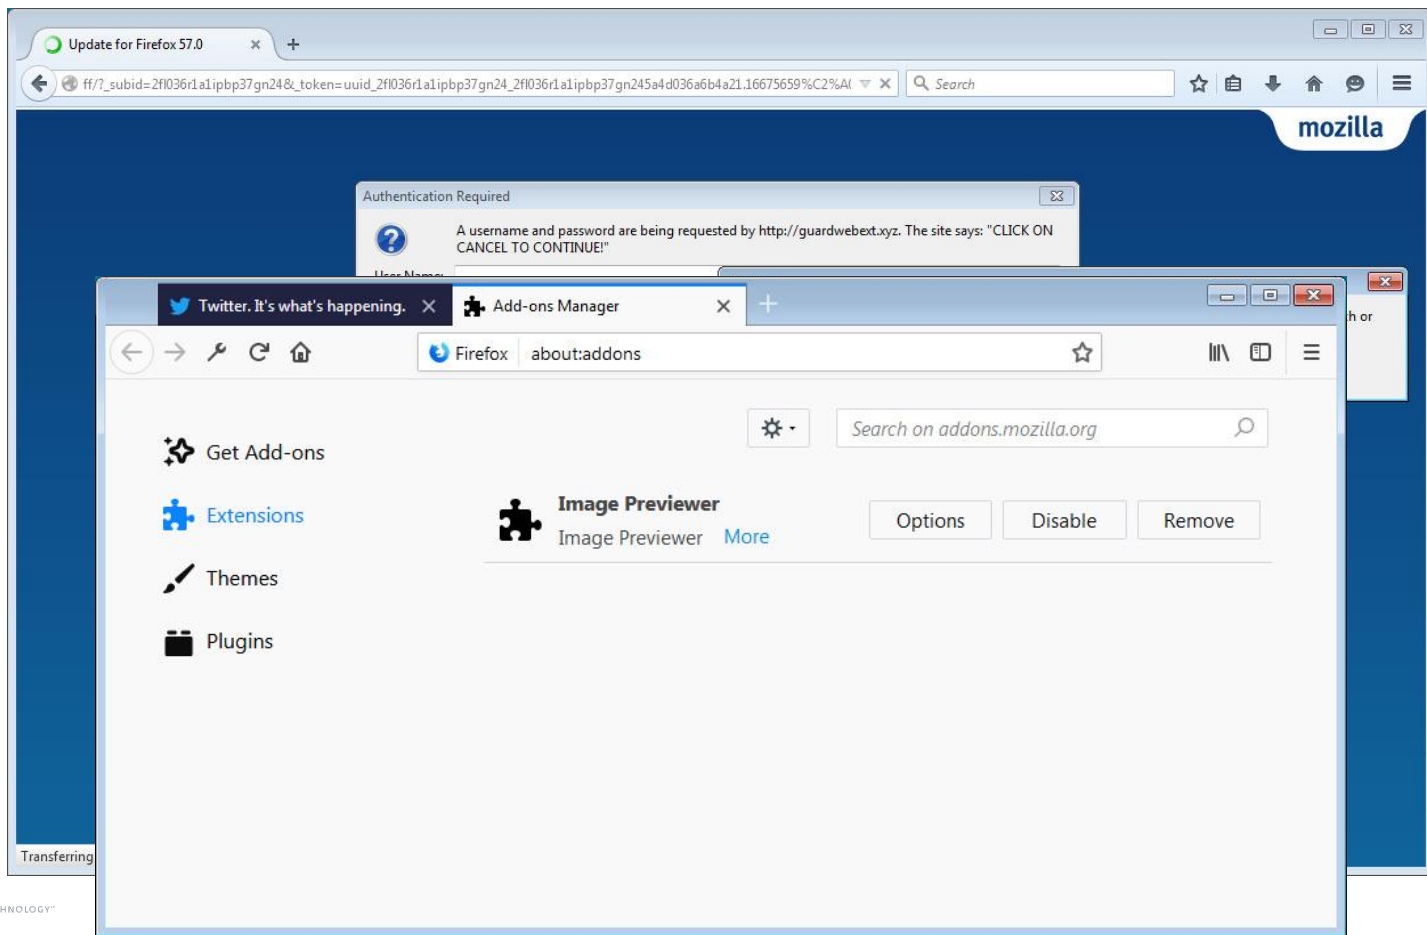 Update for Firefox 57.0
ff/?_subid=2fl036r1a1ipbp37gn24&_token=uuid_2fl036r1a1ipbp37gn24_2fl036r1a1ipbp37gn245a4d036a6b4a21.16675659%C2%A(
Search
mozilla
Authentication Required
A username and password are being requested by http://guardwebext.xyz. The site says: "CLICK ON
CANCEL TO CONTINUE!"
User Name:
Twitter. It's what's happening.
Add-ons Manager
h or
Firefox about:addons
Search on addons.mozilla.org
Get Add-ons
Extensions
Image Previewer
Image Previewer More
Options Disable Remove
Themes
Plugins
Transferring
HNOLOGY"